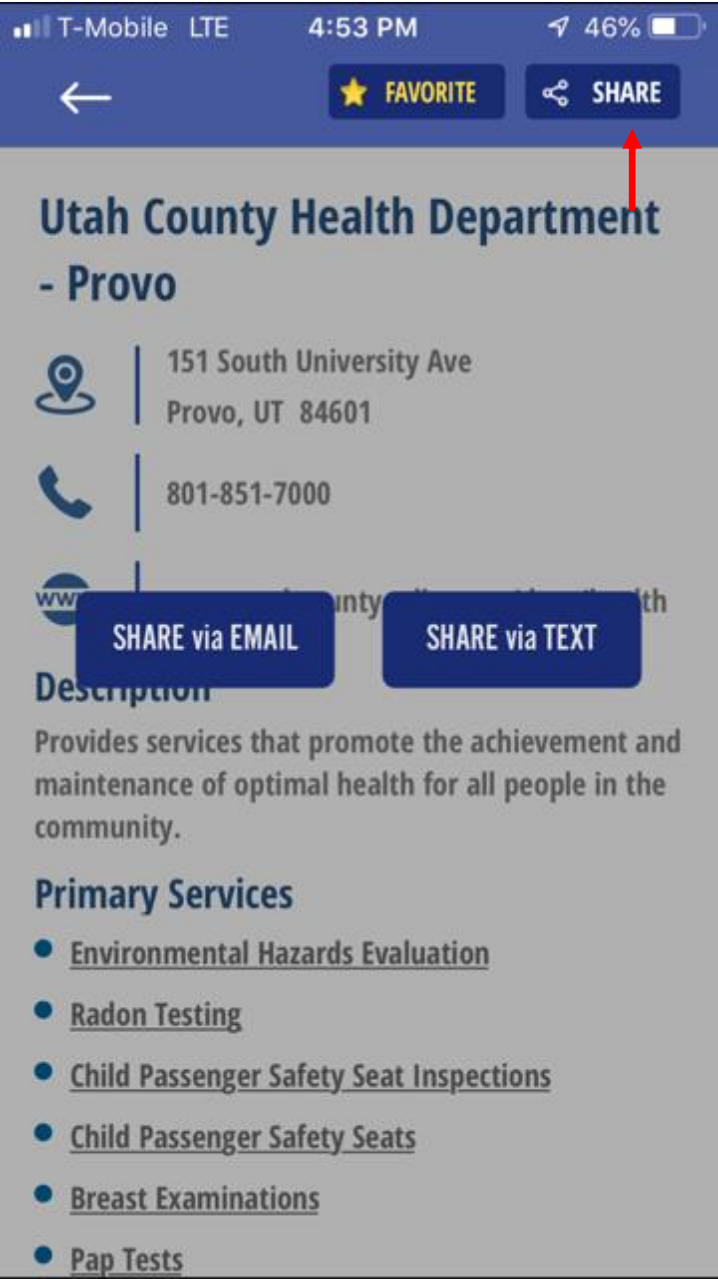 T-Mobile LTE 4:53 PM 46%
FAVORITE SHARE
Utah County Health Department
- Provo
151 South University Ave
Provo, UT 84601
801-851-7000
SHARE via EMAIL SHARE via TEXT
Description
Provides services that promote the achievement and
maintenance of optimal health for all people in the
community.
Primary Services
Environmental Hazards Evaluation
Radon Testing
Child Passenger Safety Seat Inspections
Child Passenger Safety Seats
Breast Examinations
Pap Tests